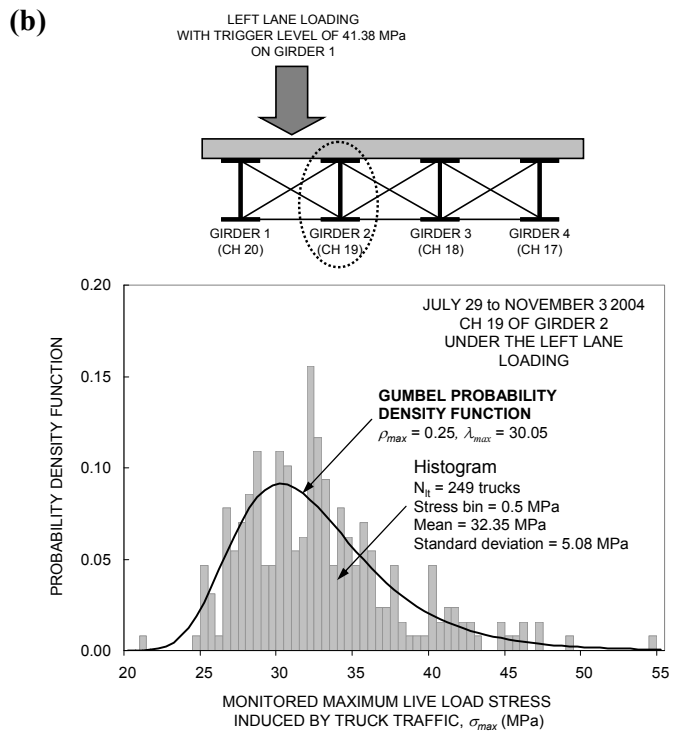 (b)
LEFT LANE LOADING
WITH TRIGGER LEVEL OF 41.38 MPa
ON GIRDER 1
GIRDER 1
(CH 20)
GIRDER 2
(CH 19)
GIRDER 3
(CH 18)
GIRDER 4
(CH 17)
PROBABILITY DENSITY FUNCTION
0.20
0.15
0.10
0.05
0.00
JULY 29 to NOVEMBER 3 2004
CH 19 OF GIRDER 2
UNDER THE LEFT LANE
LOADING
GUMBEL PROBABILITY
DENSITY FUNCTION
ρmax = 0.25, λmax = 30.05
Histogram
Nlt = 249 trucks
Stress bin = 0.5 MPa
Mean = 32.35 MPa
Standard deviation = 5.08 MPa
20 25 30 35 40 45 50 55
MONITORED MAXIMUM LIVE LOAD STRESS
INDUCED BY TRUCK TRAFFIC, σmax (MPa)